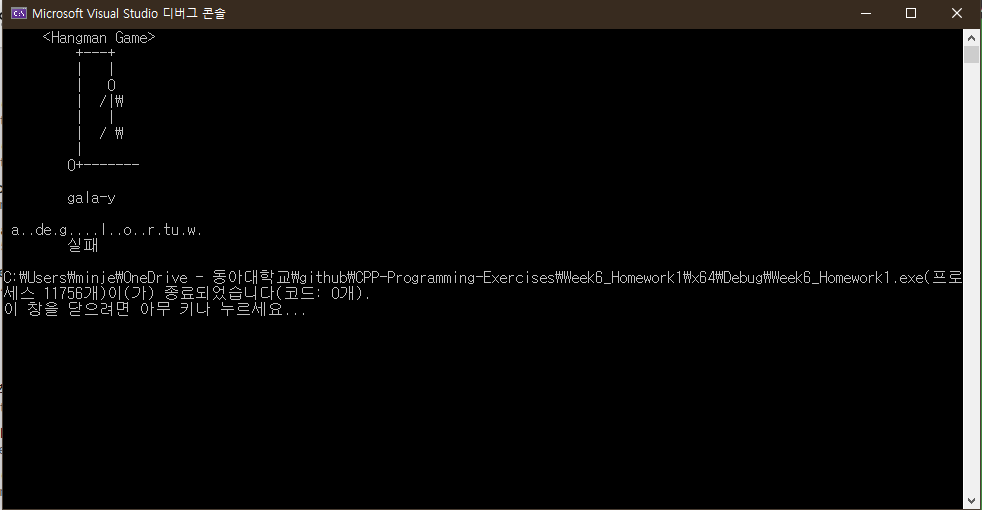 Microsoft Visual Studio 디버그 콘솔
<Hangman Game>
+---+
|   |
|   O
|  /|₩
|   |
|  / ₩
|
O+-------
gala-y
a..de.g....l..o..r.tu.w.
실패
C:₩Users₩minje₩OneDrive - 동아대학교₩github₩CPP-Programming-Exercises₩Week6_Homework1₩x64₩Debug₩Week6_Homework1.exe(프로
세스 11756개)이(가) 종료되었습니다(코드: 0개).
이 창을 닫으려면 아무 키나 누르세요...